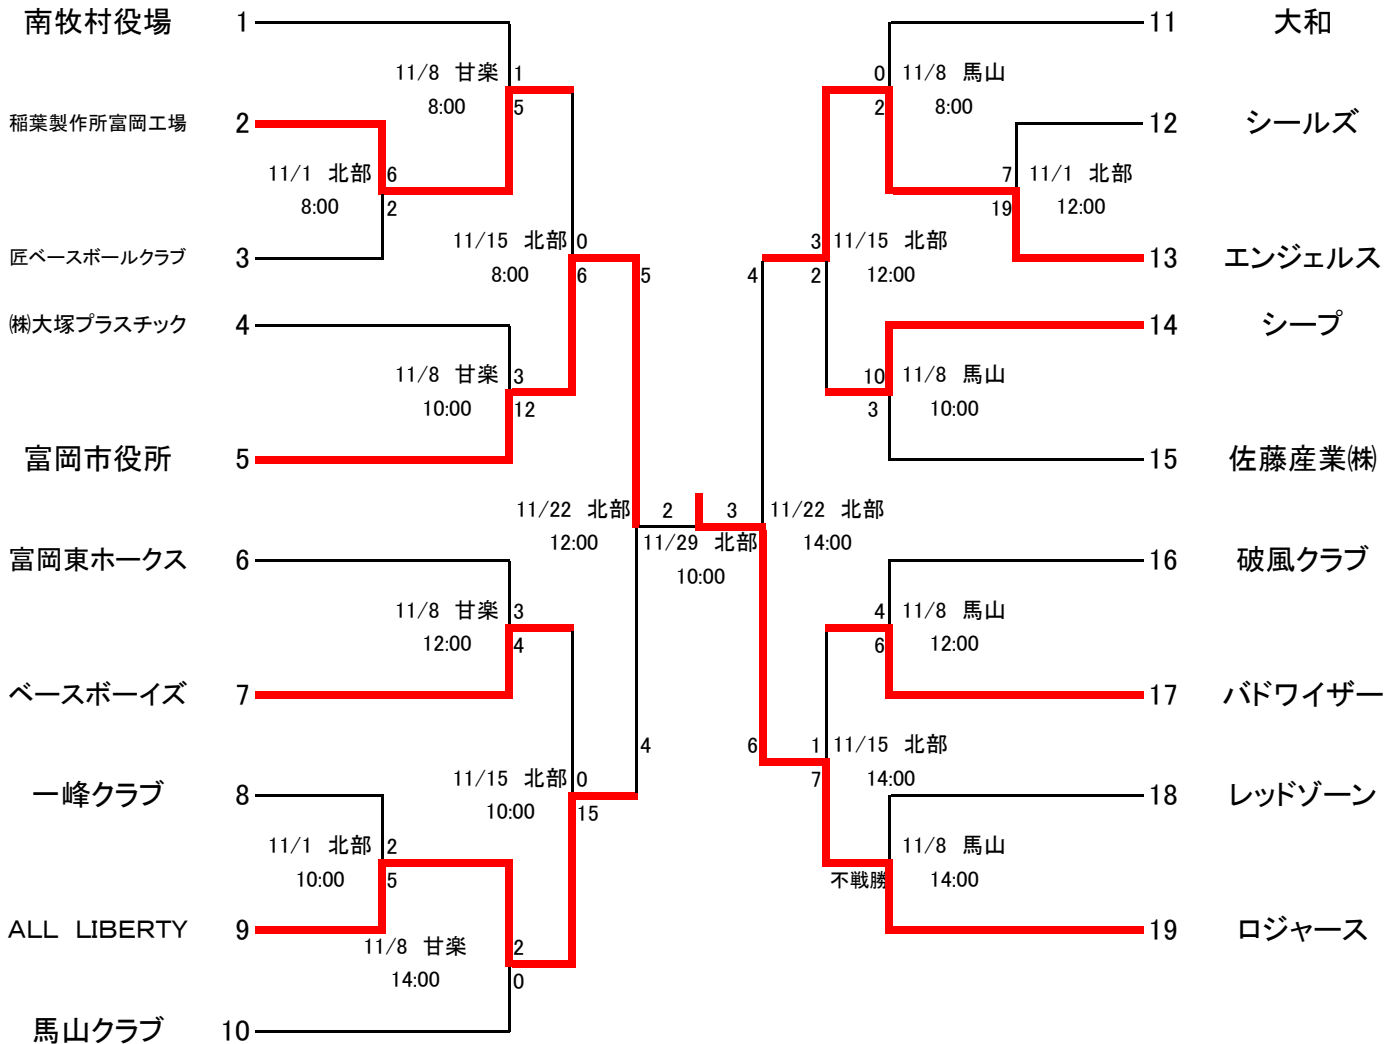 南牧村役場 1
11/8 甘楽 1
8:00 5
稲葉製作所富岡工場 2
11/1 北部 6
8:00 2
匠ベースボールクラブ 3
11/15 北部 0
8:00 6
5
㈱大塚プラスチック 4
11/8 甘楽 3
10:00 12
富岡市役所 5
11/22 北部
12:00
富岡東ホークス 6
11/8 甘楽 3
12:00 4
ベースボーイズ 7
4
11/15 北部 0
10:00 15
一峰クラブ 8
11/1 北部 2
10:00 5
ALL LIBERTY 9
11/8 甘楽 2
14:00 0
馬山クラブ 10
2 3
11/29 北部
10:00
11 大和
0 11/8 馬山
2 8:00
12 シールズ
7 11/1 北部
19 12:00
13 エンジェルス
3 11/15 北部
2 12:00
4
14 シープ
10 11/8 馬山
3 10:00
15 佐藤産業㈱
11/22 北部
14:00
16 破風クラブ
4 11/8 馬山
6 12:00
17 バドワイザー
6
1 11/15 北部
7 14:00
18 レッドゾーン
11/8 馬山
不戦勝 14:00
19 ロジャース